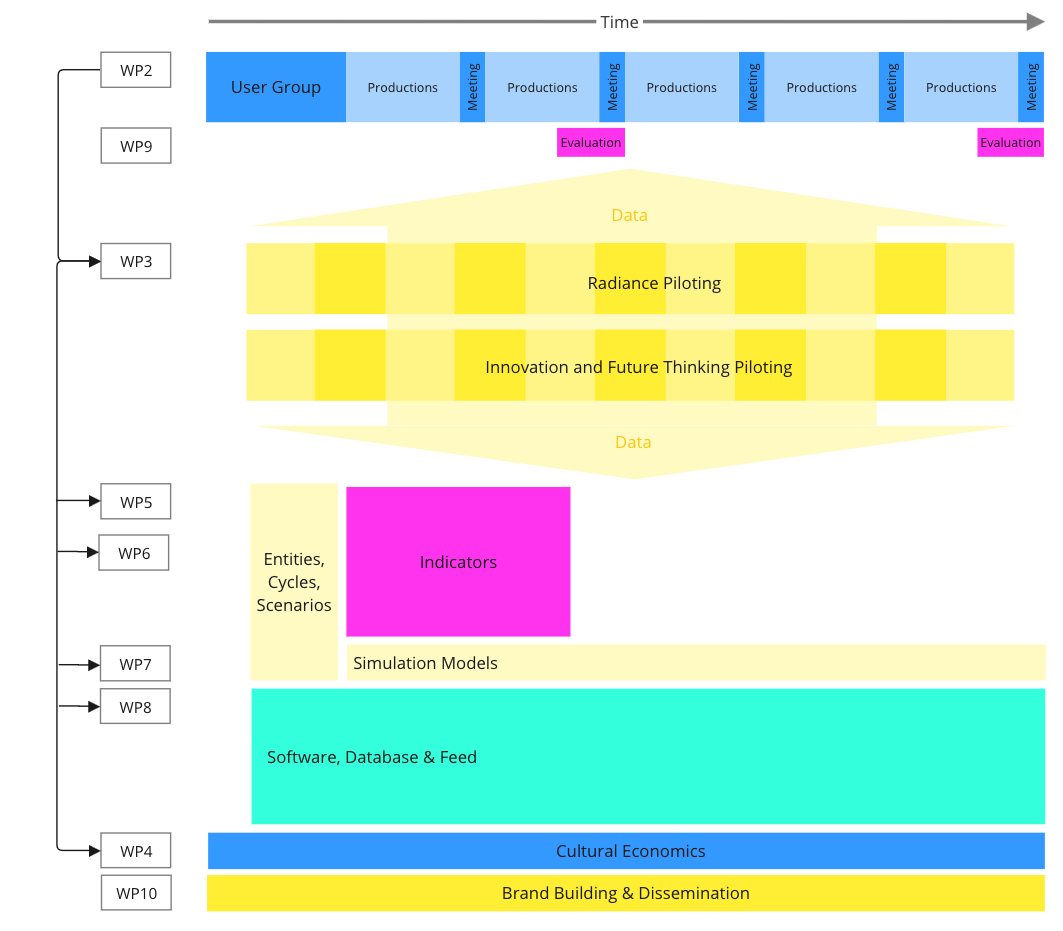 Time
WP2
User Group
Productions
Meeting
Productions
Meeting
Productions
Meeting
Productions
Meeting
Productions
Meeting
WP9
Evaluation
Evaluation
Data
WP3
Radiance Piloting
Innovation and Future Thinking Piloting
Data
WP5
WP6
Entities,
Cycles,
Scenarios
Indicators
WP7
Simulation Models
WP8
Software, Database & Feed
WP4
Cultural Economics
WP10
Brand Building & Dissemination